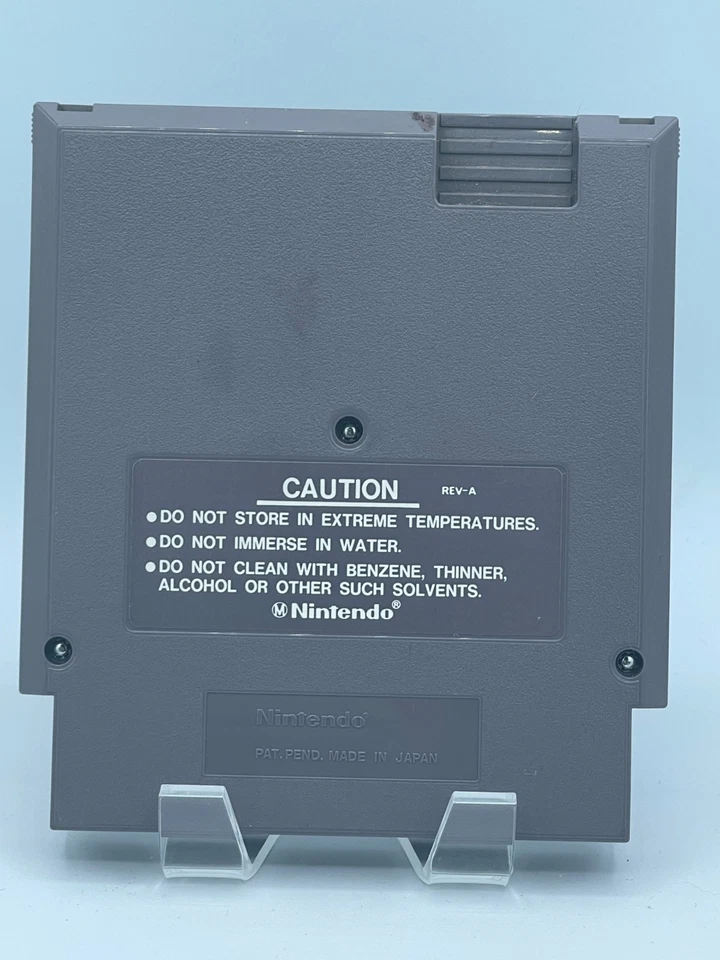 CAUTION REV-A
●DO NOT STORE IN EXTREME TEMPERATURES.
●DO NOT IMMERSE IN WATER.
●DO NOT CLEAN WITH BENZENE, THINNER,
ALCOHOL OR OTHER SUCH SOLVENTS.
Ⓜ Nintendo®
Nintendo®
PAT. PEND. MADE IN JAPAN